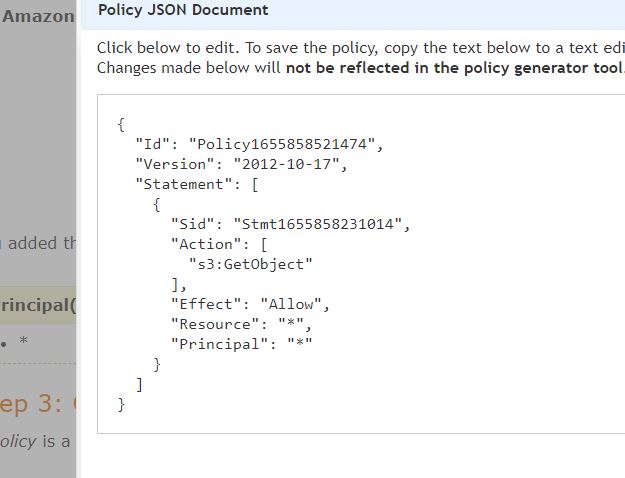 Amazon
Policy JSON Document
Click below to edit. To save the policy, copy the text below to a text edi
Changes made below will not be reflected in the policy generator tool.
{
"Id": "Policy1655858521474",
"Version": "2012-10-17",
"Statement": [
{
"Sid": "Stmt1655858231014",
"Action": [
"s3:GetObject"
],
"Effect": "Allow",
"Resource": "*",
"Principal": "*"
}
]
}
added th
rincipal(
• *
ep 3:
olicy is a